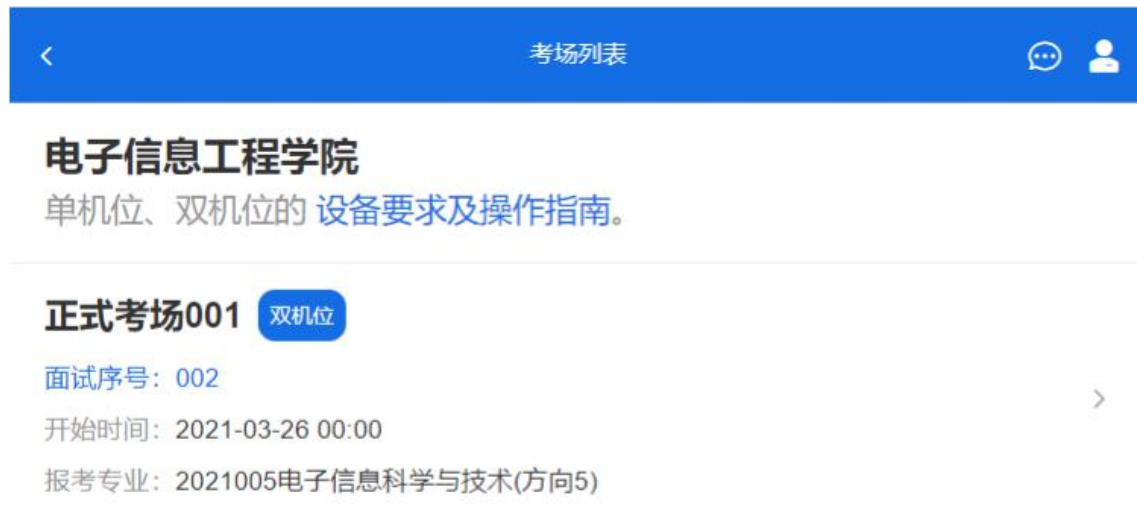 考场列表
电子信息工程学院
单机位、双机位的 设备要求及操作指南。
正式考场001 双机位
面试序号：002
开始时间：2021-03-26 00:00
报考专业：2021005电子信息科学与技术(方向5)